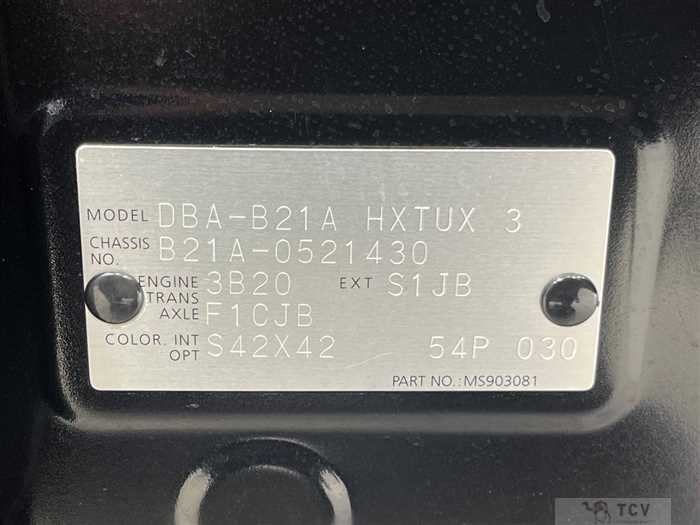 MODEL DBA-B21A HXTUX 3
CHASSIS NO. B21A-0521430
ENGINE 3B20 EXT S1JB
TRANS AXLE F1CJB
COLOR. INT OPT S42X42 54P 030
PART NO.: MS903081
TCV